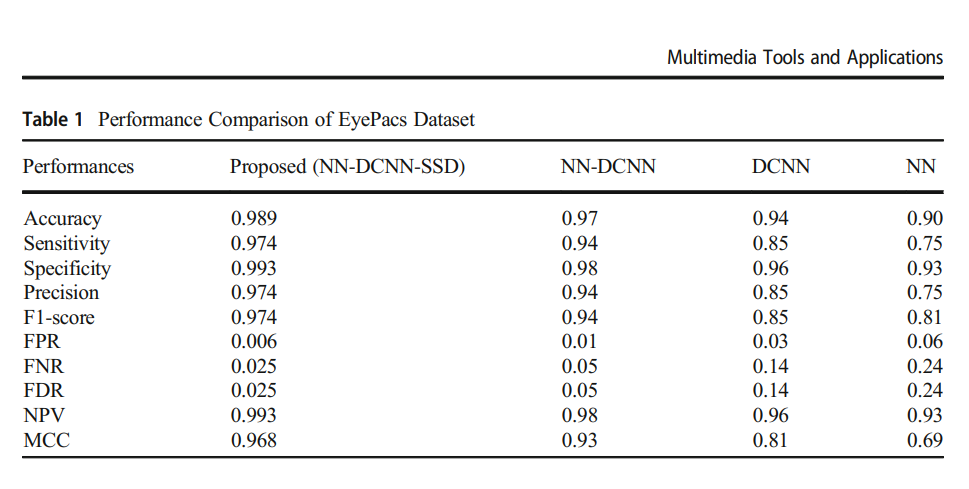 Multimedia Tools and Applications
Table 1 Performance Comparison of EyePacs Dataset
Performances Proposed (NN-DCNN-SSD) NN-DCNN DCNN NN
Accuracy 0.989 0.97 0.94 0.90
Sensitivity 0.974 0.94 0.85 0.75
Specificity 0.993 0.98 0.96 0.93
Precision 0.974 0.94 0.85 0.75
F1-score 0.974 0.94 0.85 0.81
FPR 0.006 0.01 0.03 0.06
FNR 0.025 0.05 0.14 0.24
FDR 0.025 0.05 0.14 0.24
NPV 0.993 0.98 0.96 0.93
MCC 0.968 0.93 0.81 0.69